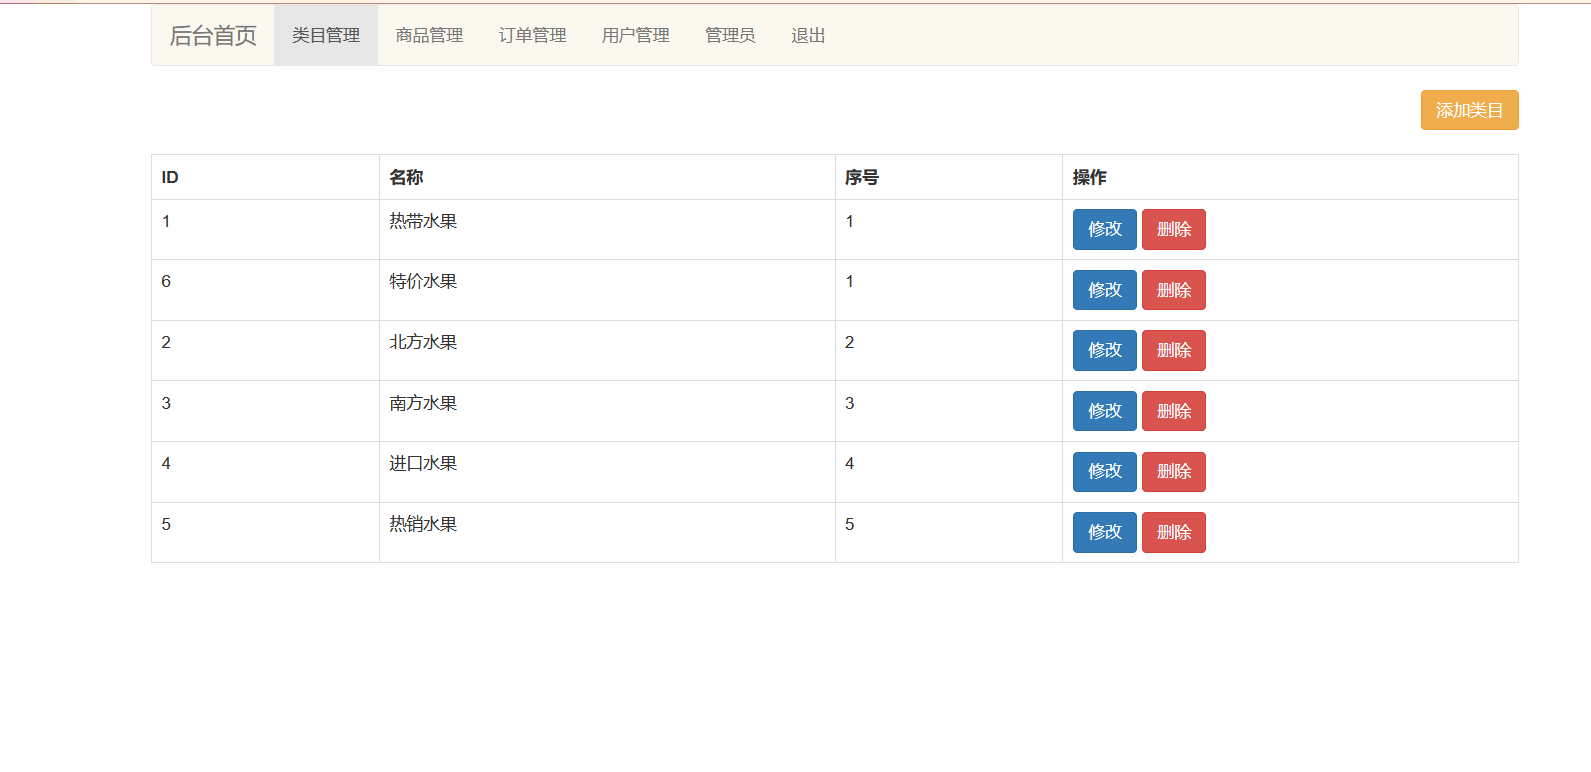 后台首页 类目管理 商品管理 订单管理 用户管理 管理员 退出
添加类目
ID 名称 序号 操作
1 热带水果 1 修改 删除
6 特价水果 1 修改 删除
2 北方水果 2 修改 删除
3 南方水果 3 修改 删除
4 进口水果 4 修改 删除
5 热销水果 5 修改 删除